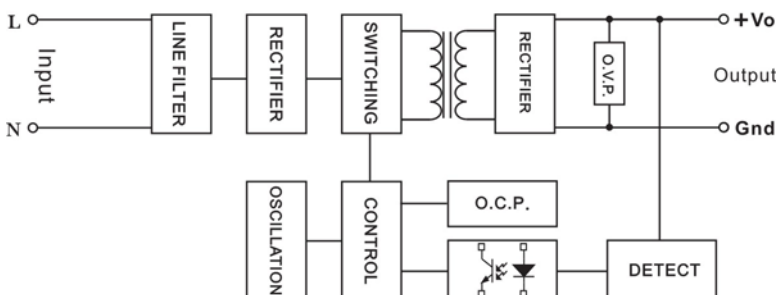 L
Input
N
LINE FILTER
RECTIFIER
SWITCHING
RECTIFIER
O.V.P.
+Vo
Output
Gnd
OSCILLATION
CONTROL
O.C.P.
DETECT